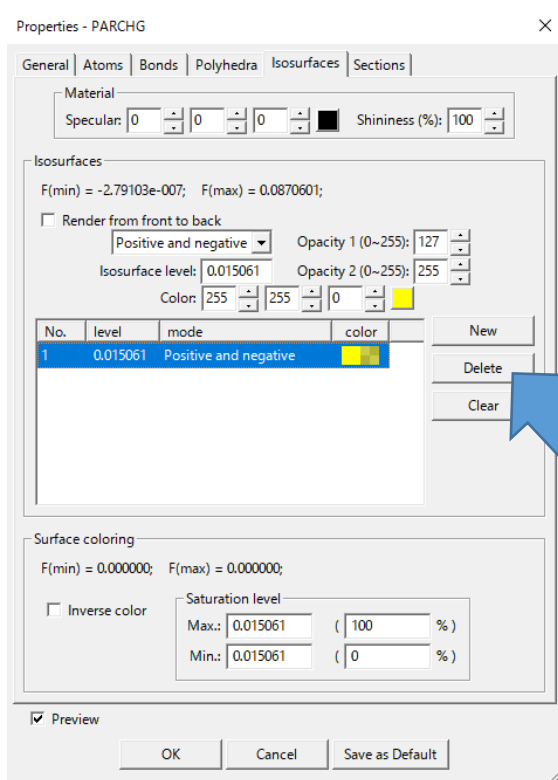 Properties - PARCHG
General Atoms Bonds Polyhedra Isosurfaces Sections
Material
Specular: 0 0 0 Shininess (%): 100
Isosurfaces
F(min) = -2.79103e-007; F(max) = 0.0870601;
Render from front to back
Positive and negative Opacity 1 (0~255): 127
Isosurface level: 0.015061 Opacity 2 (0~255): 255
Color: 255 255 0
No. level mode color New
1 0.015061 Positive and negative
Delete
Clear
Surface coloring
F(min) = 0.000000; F(max) = 0.000000;
Saturation level
Inverse color
Max.: 0.015061 ( 100 % )
Min.: 0.015061 ( 0 % )
Preview
OK Cancel Save as Default